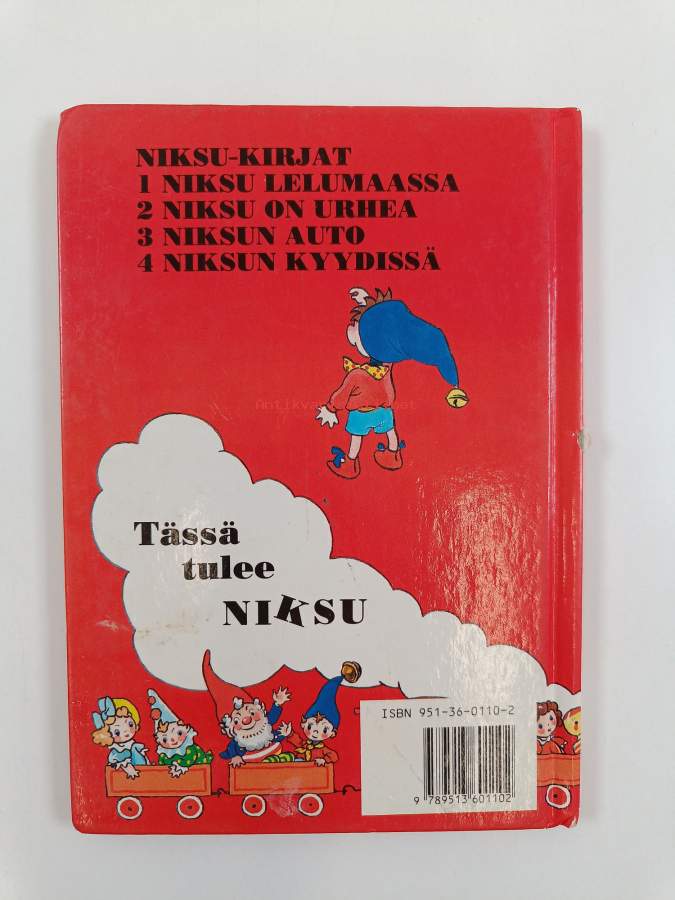 NIKSU-KIRJAT
1 NIKSU LELUMAASSA
2 NIKSU ON URHEA
3 NIKSUN AUTO
4 NIKSUN KYYDISSÄ
Tässä
tulee
NIKSU
ISBN 951-36-0110-2
9 789513 601102